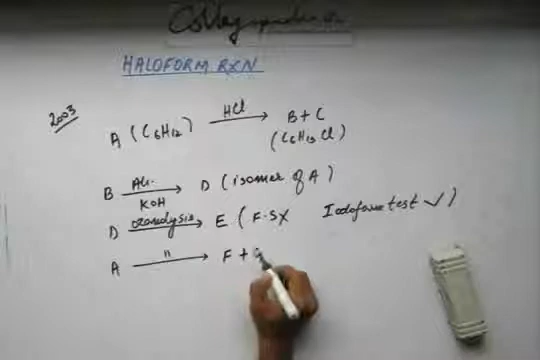 HALOFORM RXN
2003
A (C6H12) HCl → B + C
(C6H13Cl)
B Alc. KOH → D (isomer of A)
D ozonolysis → E ( F.S X Iodoform test ✓ )
A " → F +